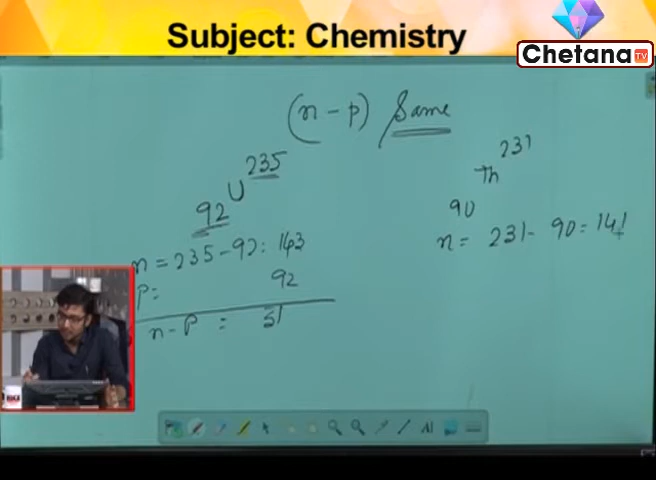 Subject: Chemistry
Chetana TV
(n - p) Same
92 U 235
90 Th 231
n = 235 - 92 : 143
p = 92
n - p = 51
n = 231 - 90 = 141